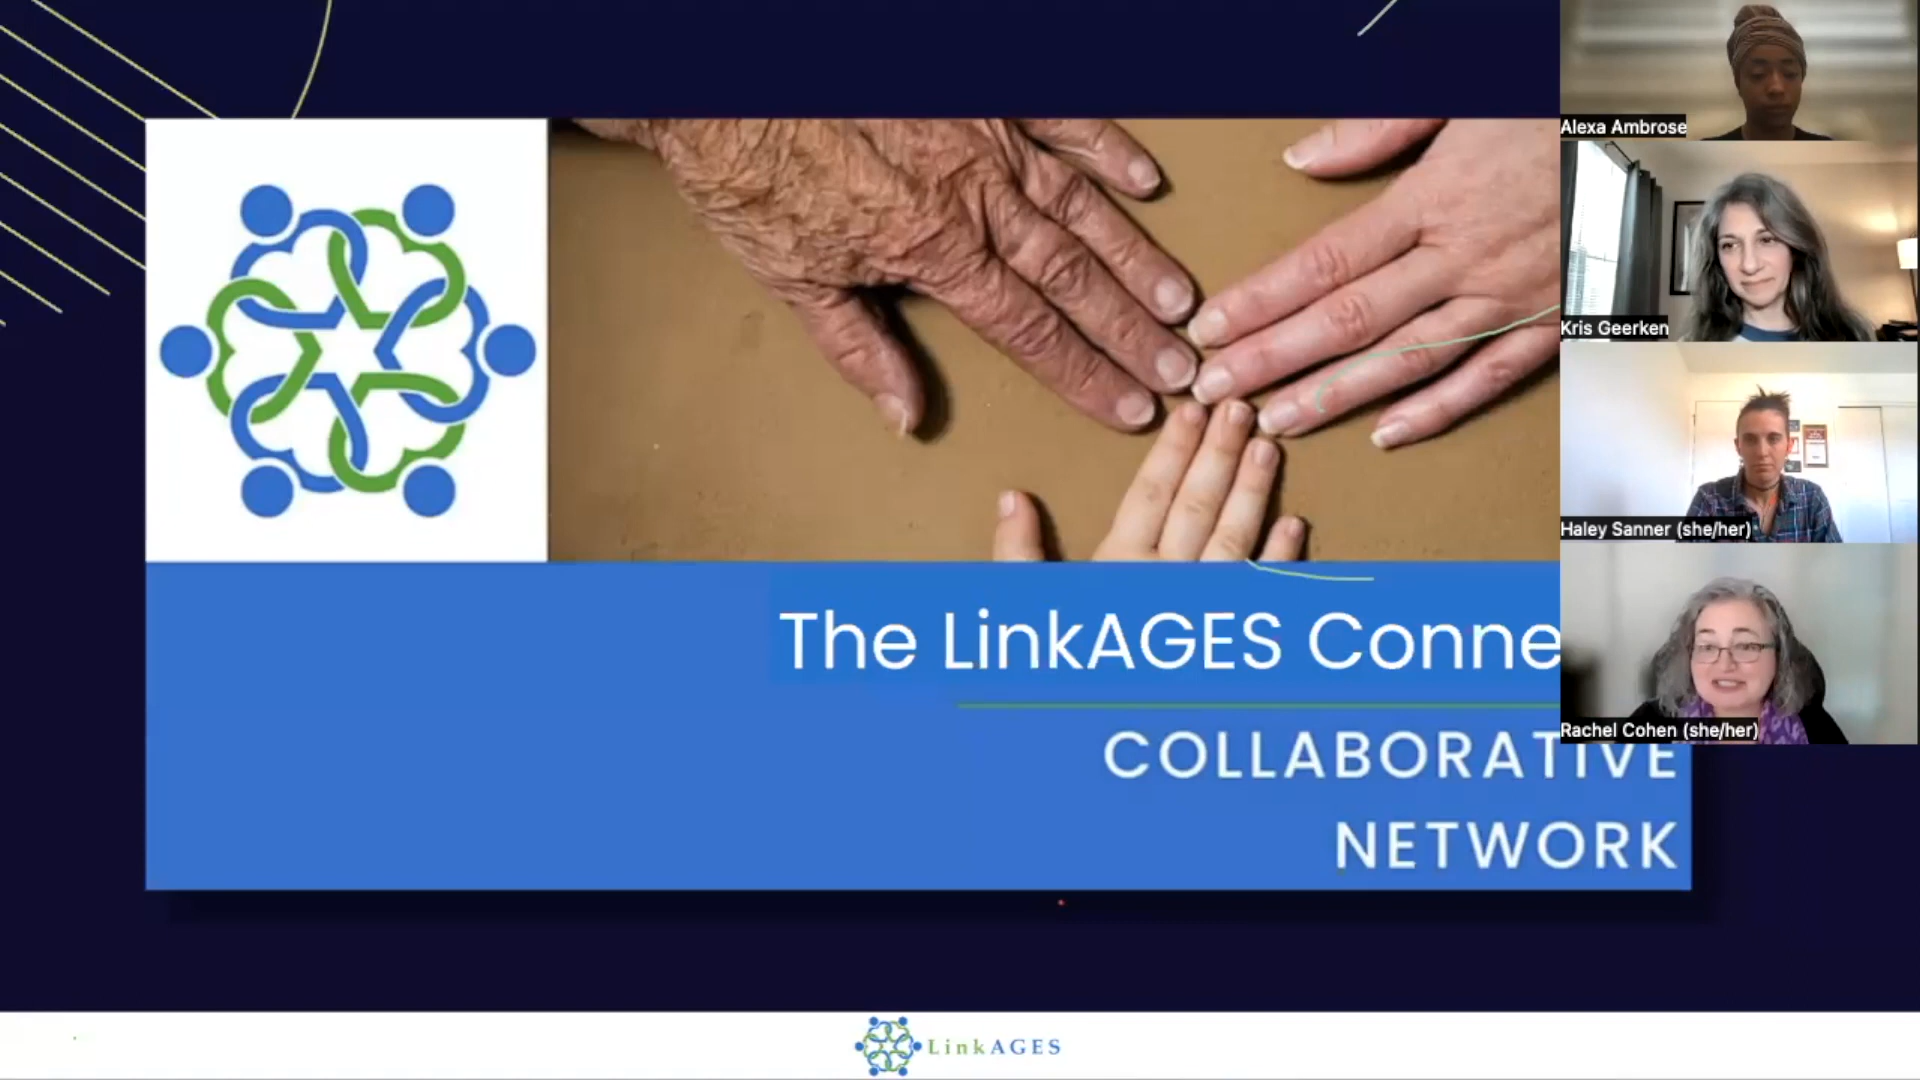 Alexa Ambrose
Kris Geerken
Haley Sanner (she/her)
Rachel Cohen (she/her)
The LinkAGES Conne
COLLABORATIVE
NETWORK
LinkAGES